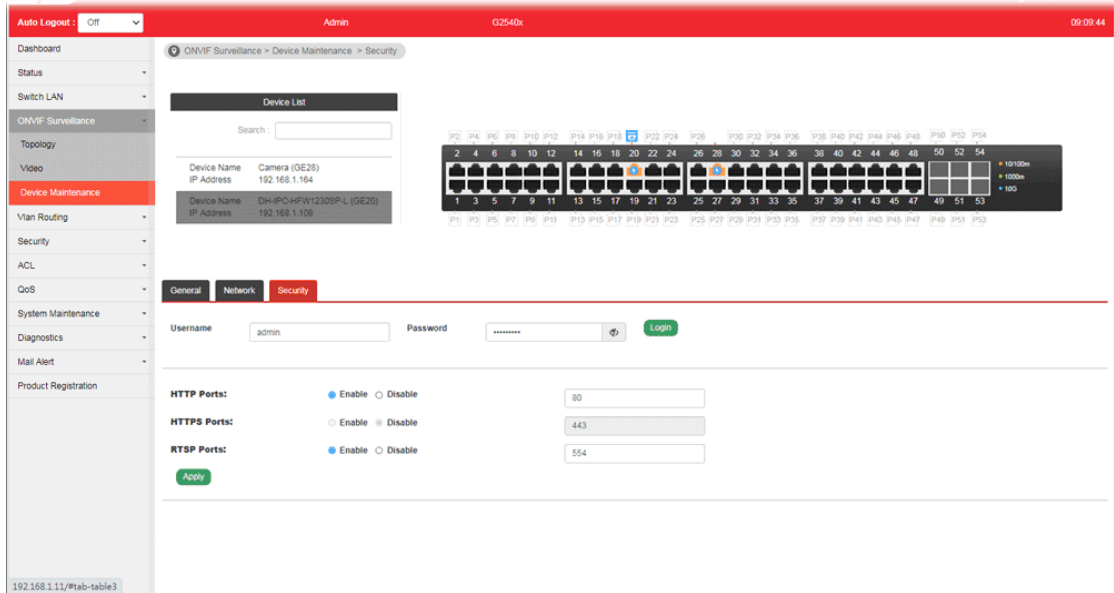 Auto Logout : Off Admin G2540x 09:09:44
Dashboard
Status
Switch LAN
ONVIF Surveillance
Topology
Video
Device Maintenance
Vlan Routing
Security
ACL
QoS
System Maintenance
Diagnostics
Mail Alert
Product Registration
ONVIF Surveillance > Device Maintenance > Security
Device List
Search :
Device Name Camera (GE28)
IP Address 192.168.1.164
Device Name DH-IPC-HFW1230SP-L (GE20)
IP Address 192.168.1.108
P2 P4 P6 P8 P10 P12 P14 P16 P18 P22 P24 P26 P30 P32 P34 P36 P38 P40 P42 P44 P46 P48 P50 P52 P54
2 4 6 8 10 12 14 16 18 20 22 24 26 28 30 32 34 36 38 40 42 44 46 48 50 52 54
10/100m
1000m
10G
1 3 5 7 9 11 13 15 17 19 21 23 25 27 29 31 33 35 37 39 41 43 45 47 49 51 53
P1 P3 P5 P7 P9 P11 P13 P15 P17 P19 P21 P23 P25 P27 P29 P31 P33 P35 P37 P39 P41 P43 P45 P47 P49 P51 P53
General Network Security
Username admin Password ········· Login
HTTP Ports: Enable Disable 80
HTTPS Ports: Enable Disable 443
RTSP Ports: Enable Disable 554
Apply
192.168.1.11/#tab-table3